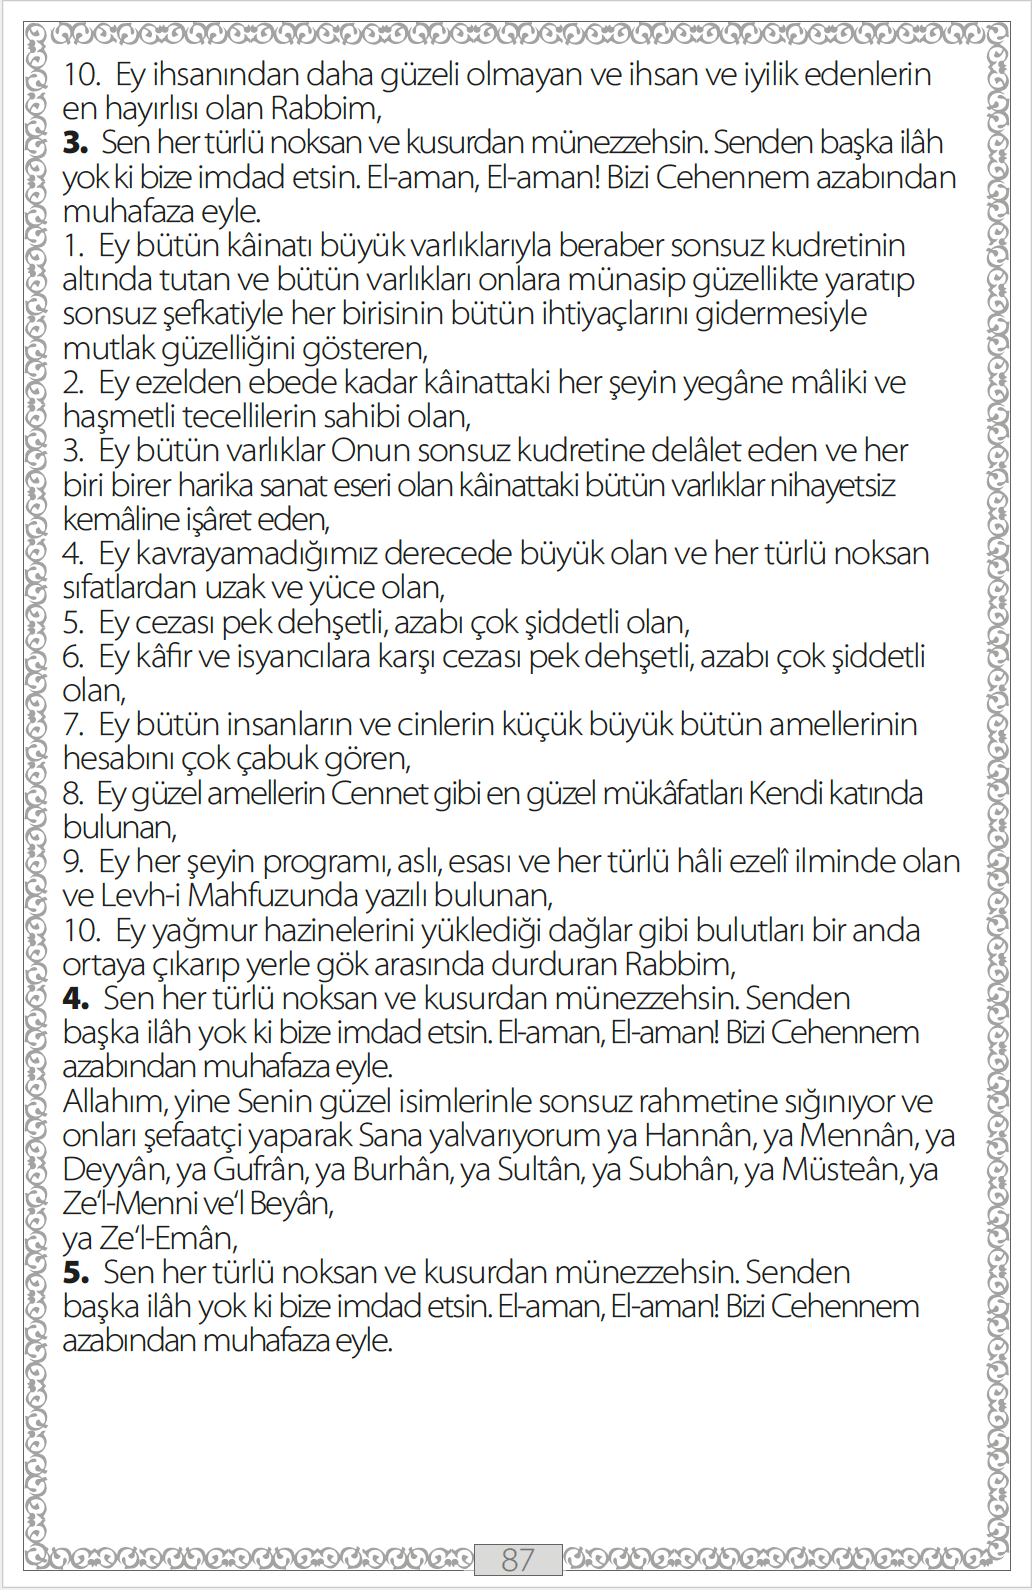 10. Ey ihsanından daha güzeli olmayan ve ihsan ve iyilik edenlerin
en hayırlısı olan Rabbim,
3. Sen her türlü noksan ve kusurdan münezzehsin. Senden başka ilâh
yok ki bize imdad etsin. El-aman, El-aman! Bizi Cehennem azabından
muhafaza eyle.
1. Ey bütün kâinatı büyük varlıklarıyla beraber sonsuz kudretinin
altında tutan ve bütün varlıkları onlara münasip güzellikte yaratıp
sonsuz şefkatiyle her birisinin bütün ihtiyaçlarını gidermesiyle
mutlak güzelliğini gösteren,
2. Ey ezelden ebede kadar kâinattaki her şeyin yegâne mâliki ve
haşmetli tecellilerin sahibi olan,
3. Ey bütün varlıklar Onun sonsuz kudretine delâlet eden ve her
biri birer harika sanat eseri olan kâinattaki bütün varlıklar nihayetsiz
kemâline işâret eden,
4. Ey kavrayamadığımız derecede büyük olan ve her türlü noksan
sıfatlardan uzak ve yüce olan,
5. Ey cezası pek dehşetli, azabı çok şiddetli olan,
6. Ey kâfir ve isyancılara karşı cezası pek dehşetli, azabı çok şiddetli
olan,
7. Ey bütün insanların ve cinlerin küçük büyük bütün amellerinin
hesabını çok çabuk gören,
8. Ey güzel amellerin Cennet gibi en güzel mükâfatları Kendi katında
bulunan,
9. Ey her şeyin programı, aslı, esası ve her türlü hâli ezelî ilminde olan
ve Levh-i Mahfuzunda yazılı bulunan,
10. Ey yağmur hazinelerini yüklediği dağlar gibi bulutları bir anda
ortaya çıkarıp yerle gök arasında durduran Rabbim,
4. Sen her türlü noksan ve kusurdan münezzehsin. Senden
başka ilâh yok ki bize imdad etsin. El-aman, El-aman! Bizi Cehennem
azabından muhafaza eyle.
Allahım, yine Senin güzel isimlerinle sonsuz rahmetine sığınıyor ve
onları şefaatçi yaparak Sana yalvarıyorum ya Hannân, ya Mennân, ya
Deyyân, ya Gufrân, ya Burhân, ya Sultân, ya Subhân, ya Müsteân, ya
Ze‘l-Menni ve‘l Beyân,
ya Ze‘l-Emân,
5. Sen her türlü noksan ve kusurdan münezzehsin. Senden
başka ilâh yok ki bize imdad etsin. El-aman, El-aman! Bizi Cehennem
azabından muhafaza eyle.
87